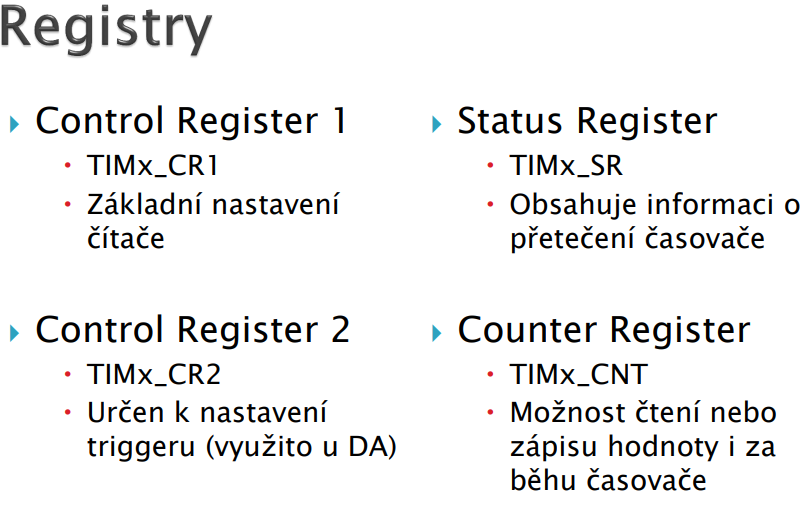 Registry
Control Register 1
TIMx_CR1
Základní nastavení
čítače
Control Register 2
TIMx_CR2
Určen k nastavení
triggeru (využito u DA)
Status Register
TIMx_SR
Obsahuje informaci o
přetečení časovače
Counter Register
TIMx_CNT
Možnost čtení nebo
zápisu hodnoty i za
běhu časovače